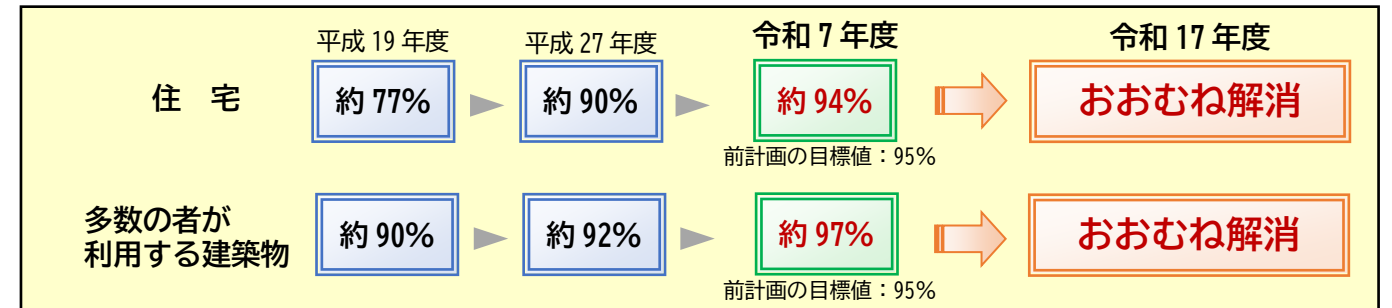 平成 19 年度 平成 27 年度 令和 7 年度 令和 17 年度
住　宅 約 77% 約 90% 約 94% おおむね解消
前計画の目標値：95%
多数の者が
利用する建築物 約 90% 約 92% 約 97% おおむね解消
前計画の目標値：95%